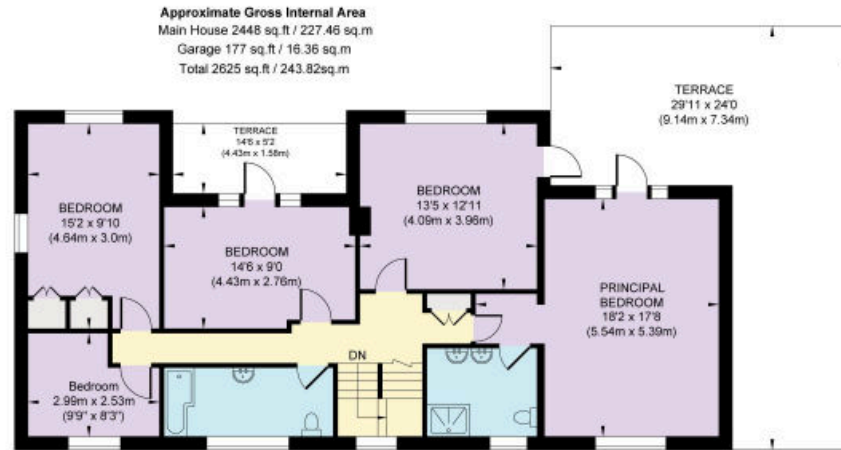 Approximate Gross Internal Area
Main House 2448 sq.ft / 227.46 sq.m
Garage 177 sq.ft / 16.36 sq.m
Total 2625 sq.ft / 243.82sq.m
TERRACE
29'11 x 24'0
(9.14m x 7.34m)
TERRACE
14'6 x 5'2
(4.43m x 1.58m)
BEDROOM
15'2 x 9'10
(4.64m x 3.0m)
BEDROOM
14'6 x 9'0
(4.43m x 2.76m)
BEDROOM
13'5 x 12'11
(4.09m x 3.96m)
PRINCIPAL
BEDROOM
18'2 x 17'8
(5.54m x 5.39m)
DN
Bedroom
2.99m x 2.53m
(9'9" x 8'3")